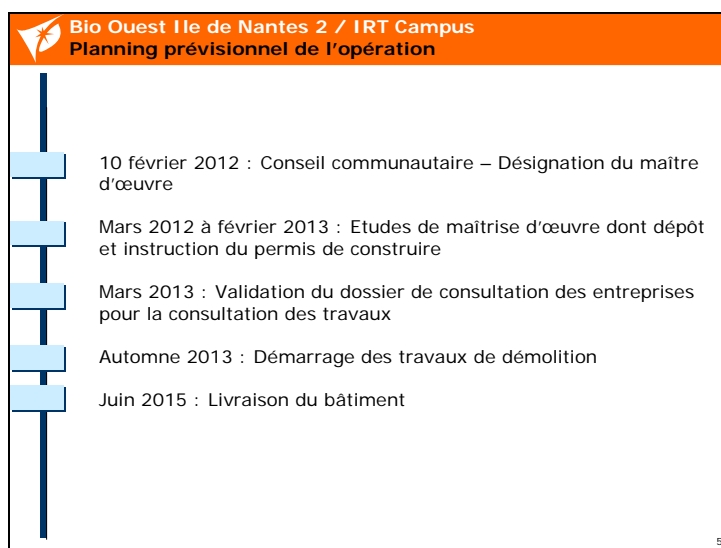 Bio Ouest Ile de Nantes 2 / IRT Campus
Planning prévisionnel de l'opération
10 février 2012 : Conseil communautaire – Désignation du maître
d'œuvre
Mars 2012 à février 2013 : Etudes de maîtrise d'œuvre dont dépôt
et instruction du permis de construire
Mars 2013 : Validation du dossier de consultation des entreprises
pour la consultation des travaux
Automne 2013 : Démarrage des travaux de démolition
Juin 2015 : Livraison du bâtiment
5